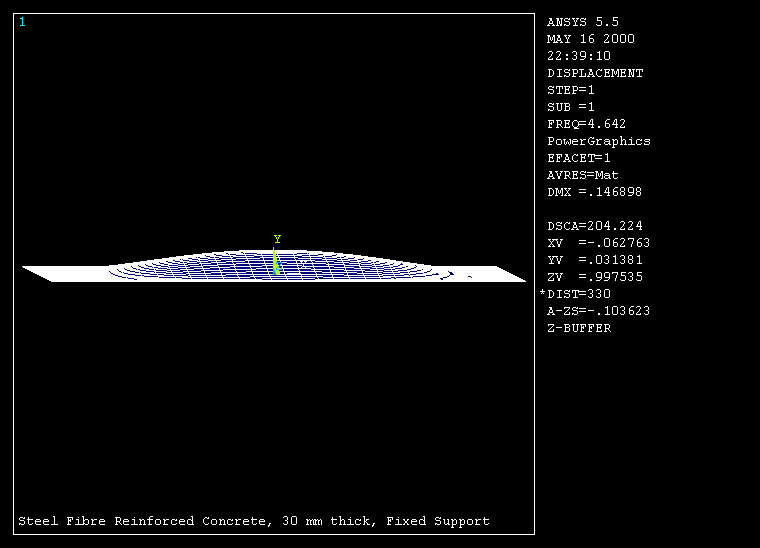 1
ANSYS 5.5
MAY 16 2000
22:39:10
DISPLACEMENT
STEP=1
SUB =1
FREQ=4.642
PowerGraphics
EFACET=1
AVRES=Mat
DMX =.146898
DSCA=204.224
XV =-.062763
YV =.031381
ZV =.997535
*DIST=330
A-ZS=-.103623
Z-BUFFER
Y
Steel Fibre Reinforced Concrete, 30 mm thick, Fixed Support